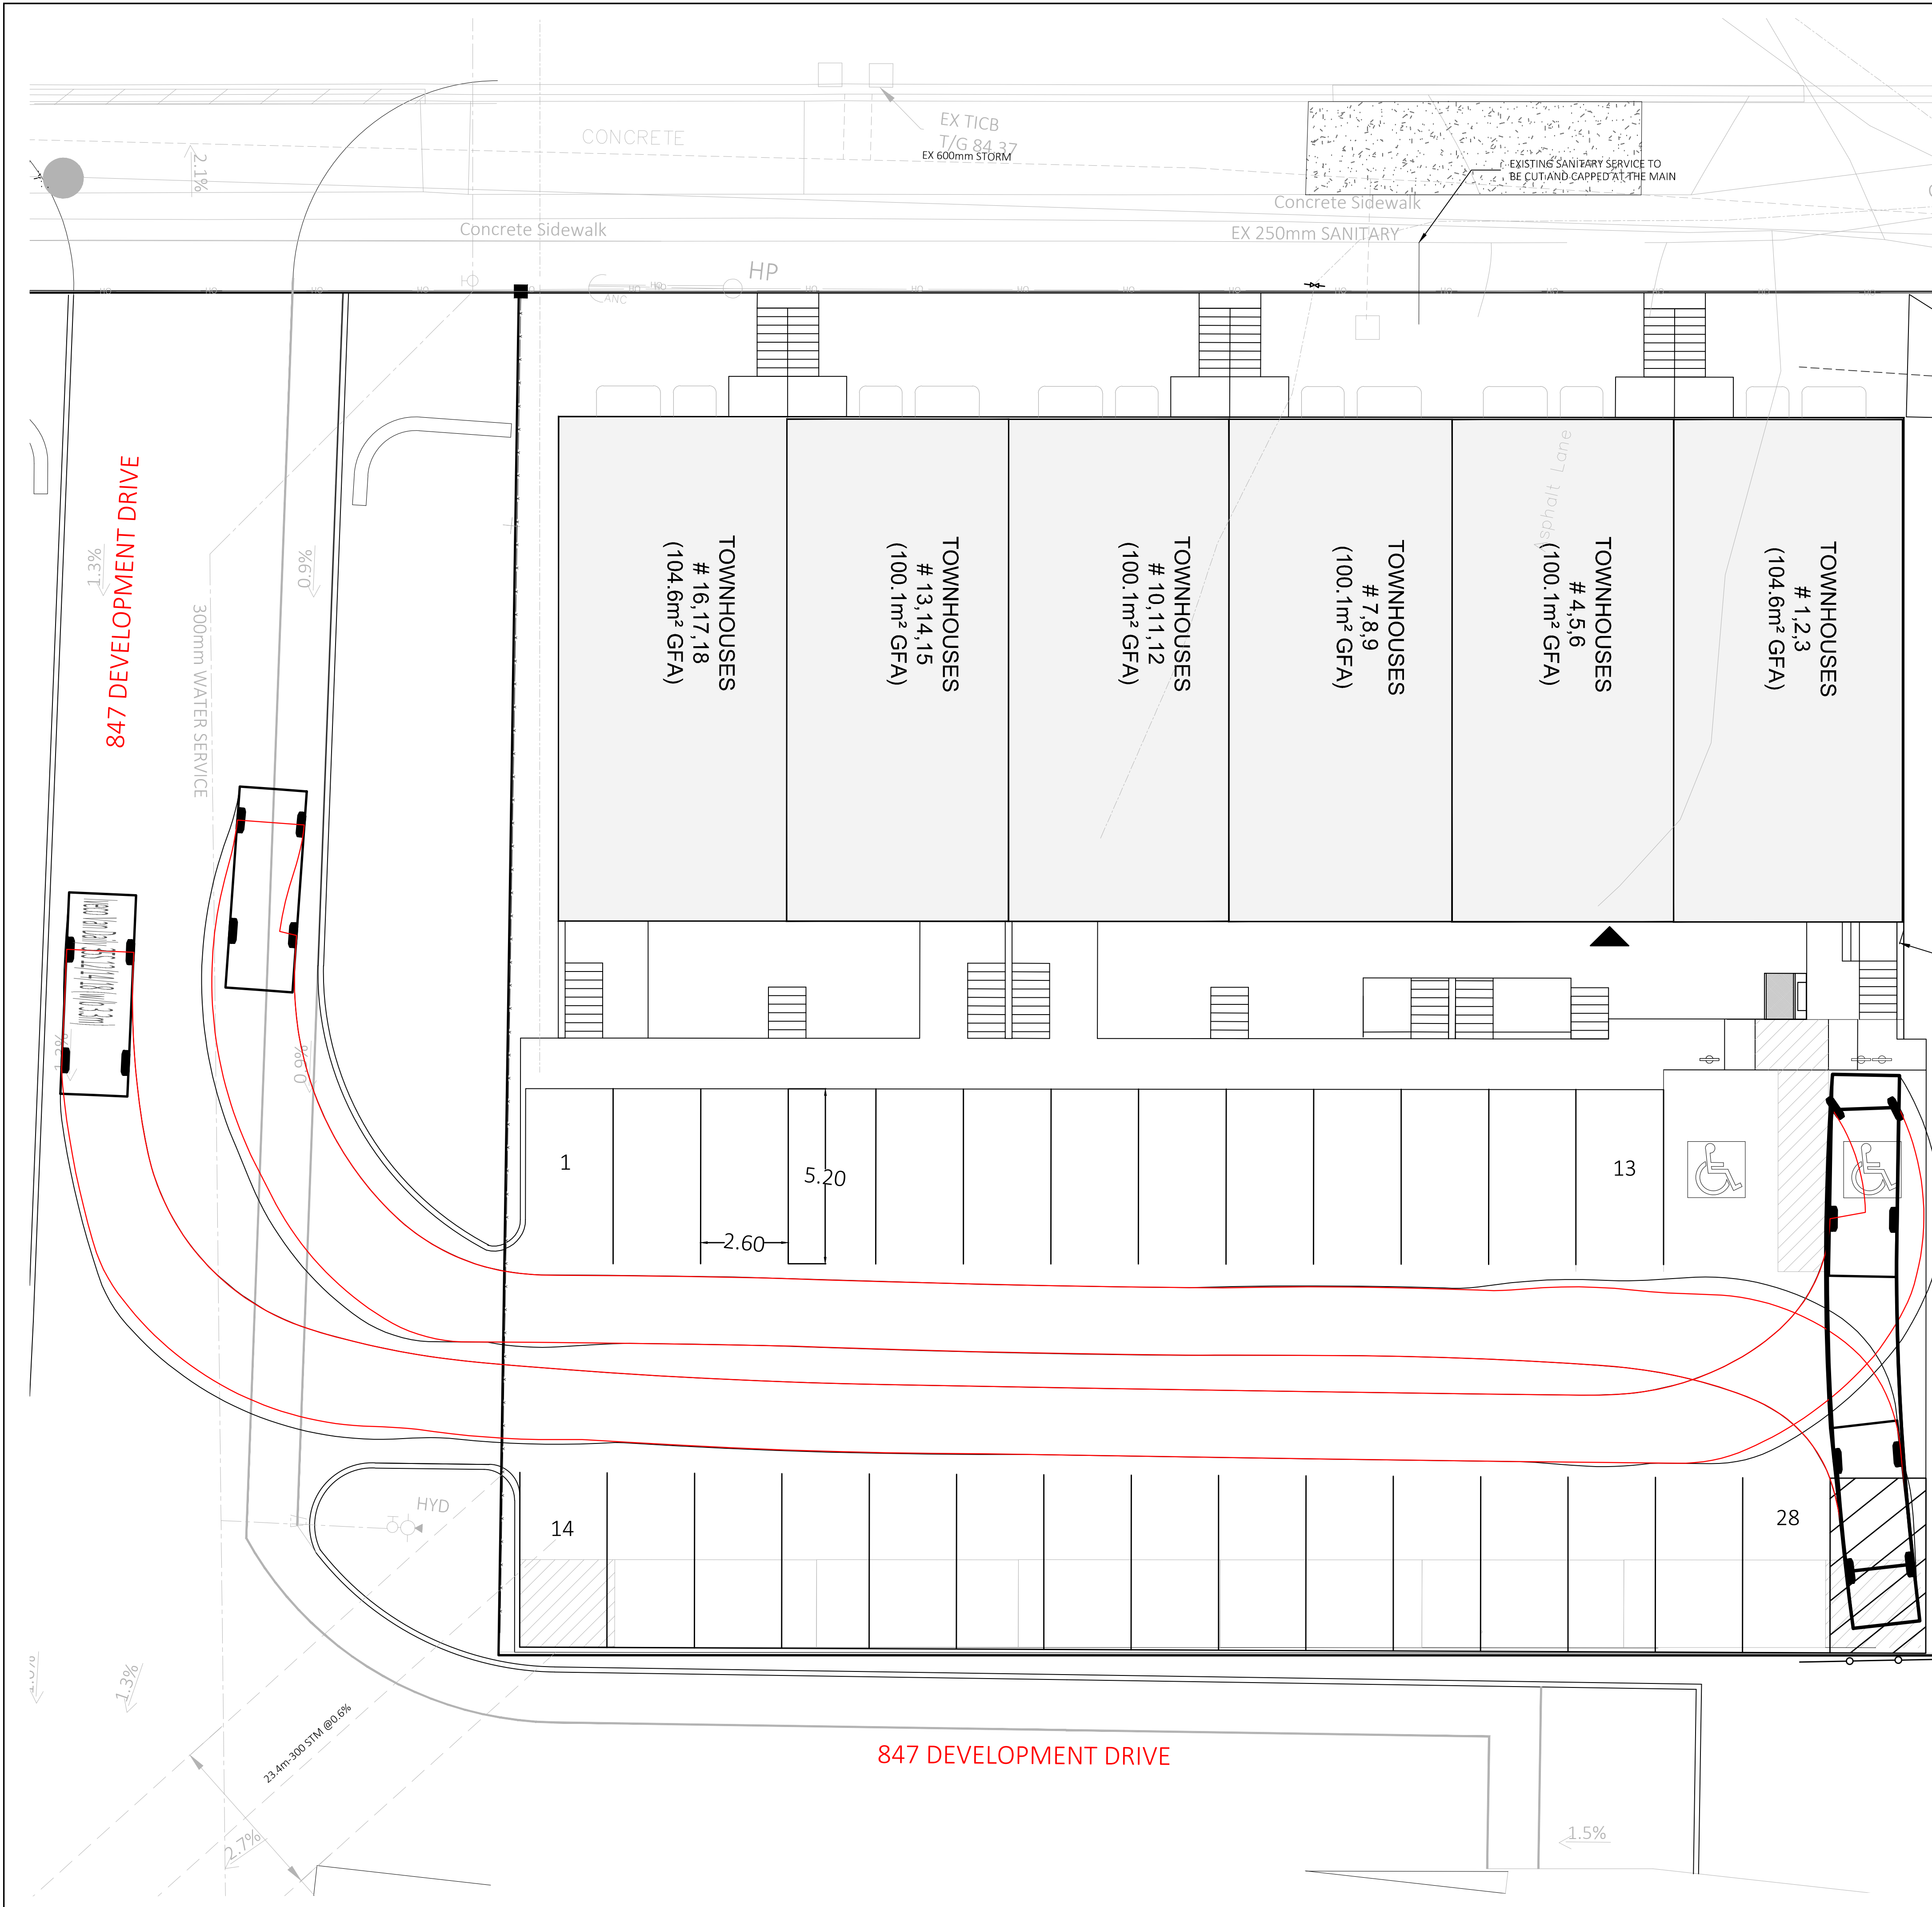 CONCRETE
EX TICB
T/G 84.37
EX 600mm STORM
2.1%
EXISTING SANITARY SERVICE TO
BE CUT AND CAPPED AT THE MAIN
Concrete Sidewalk
Concrete Sidewalk
EX 250mm SANITARY
HP
ANC
847 DEVELOPMENT DRIVE
1.3%
0.9%
300mm WATER SERVICE
Asphalt Lane
TOWNHOUSES
# 16,17,18
(104.6m² GFA)
TOWNHOUSES
# 13,14,15
(100.1m² GFA)
TOWNHOUSES
# 10,11,12
(100.1m² GFA)
TOWNHOUSES
# 7,8,9
(100.1m² GFA)
TOWNHOUSES
# 4,5,6
(100.1m² GFA)
TOWNHOUSES
# 1,2,3
(104.6m² GFA)
0.9%
1
5.20
2.60
13
HYD
14
28
1.3%
23.4m-300 STM @0.6%
2.7%
847 DEVELOPMENT DRIVE
1.5%